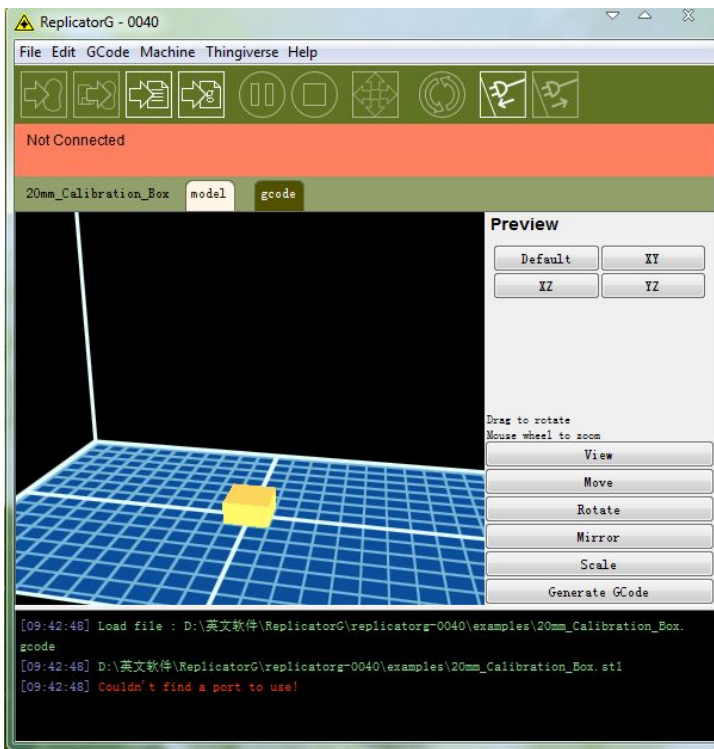 ReplicatorG - 0040
File Edit GCode Machine Thingiverse Help
Not Connected
20mm_Calibration_Box model gcode
Preview
Default XY
XZ YZ
Drag to rotate
Mouse wheel to zoom
View
Move
Rotate
Mirror
Scale
Generate GCode
[09:42:48] Load file : D:\英文软件\ReplicatorG\replicatorg-0040\examples\20mm_Calibration_Box.
gcode
[09:42:48] D:\英文软件\ReplicatorG\replicatorg-0040\examples\20mm_Calibration_Box.stl
[09:42:48] Couldn't find a port to use!